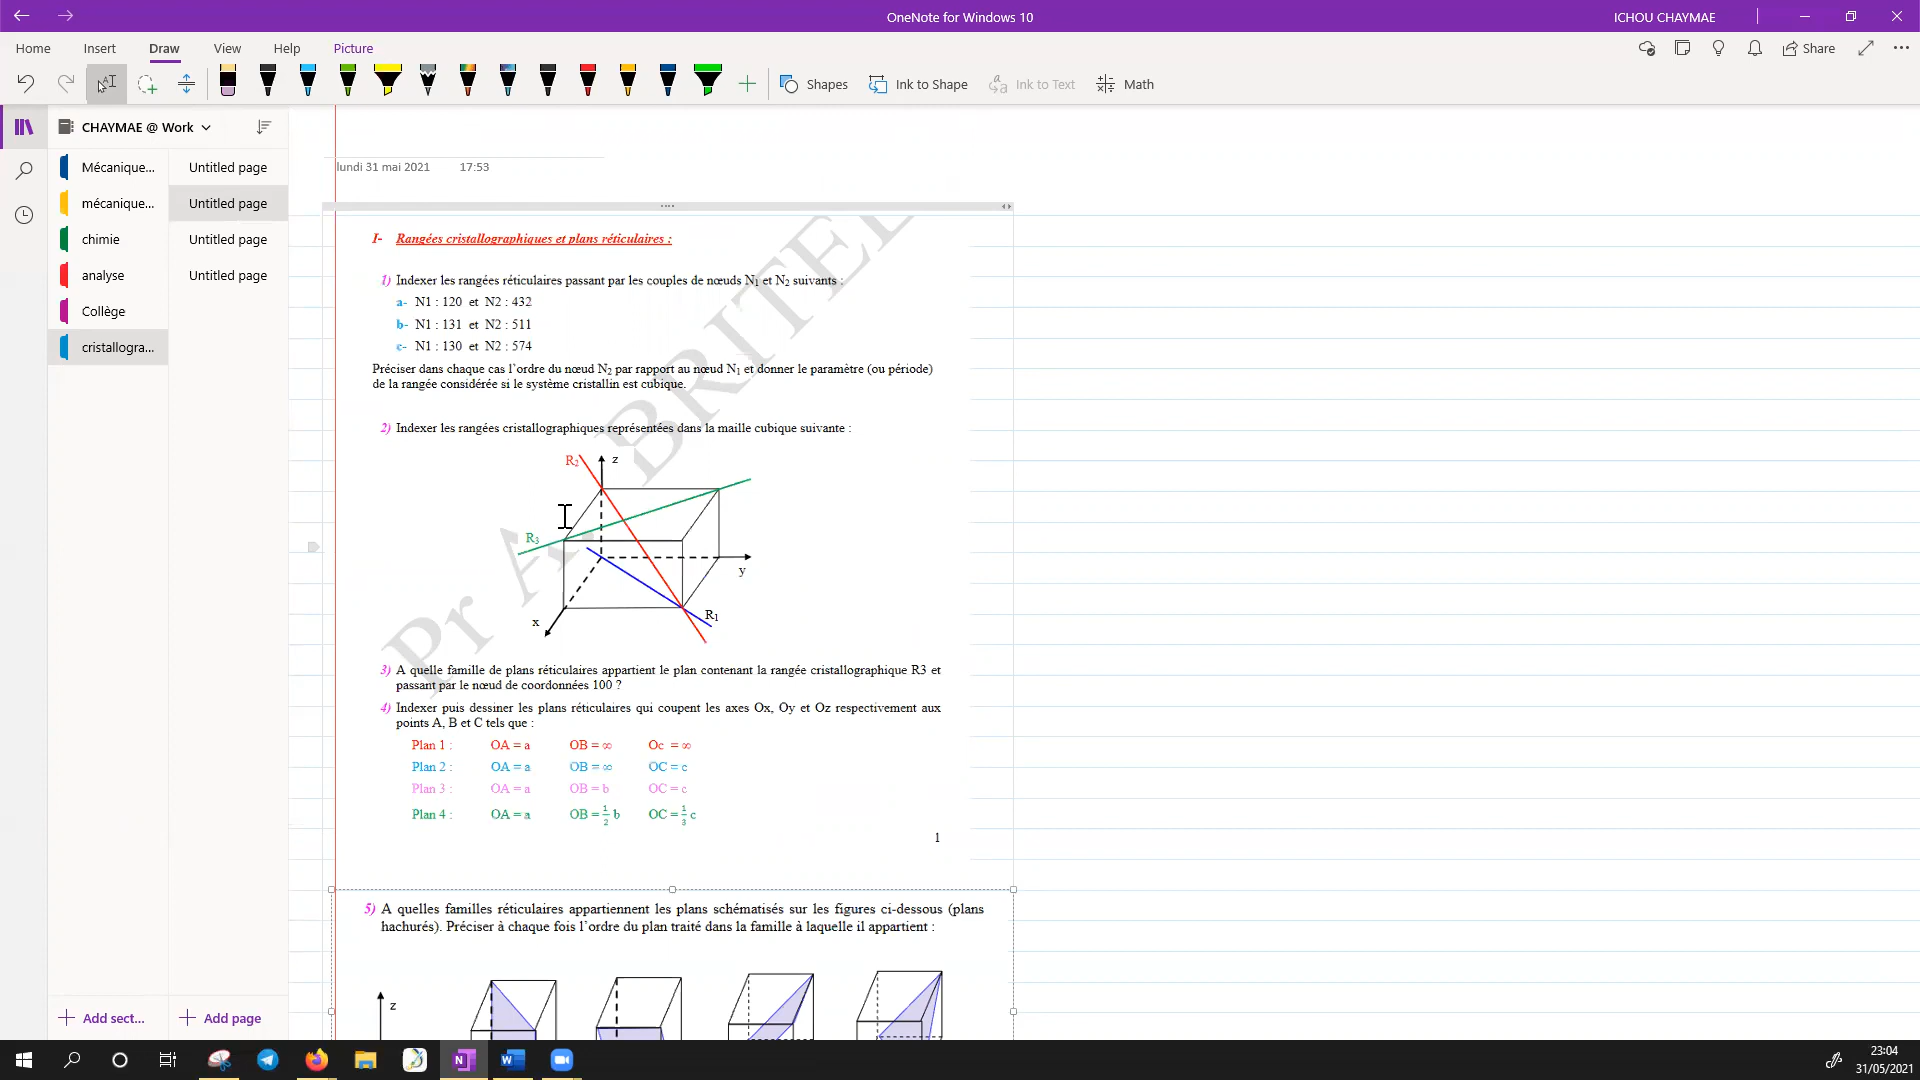 OneNote for Windows 10
ICHOU CHAYMAE
Home
Insert
Draw
View
Help
Picture
Share
Shapes
Ink to Shape
Ink to Text
Math
CHAYMAE @ Work
Mécanique...
mécanique...
chimie
analyse
Collège
cristallogra...
Untitled page
Untitled page
Untitled page
Untitled page
lundi 31 mai 2021 17:53
Pr A. BRITEL
I- Rangées cristallographiques et plans réticulaires :
1) Indexer les rangées réticulaires passant par les couples de nœuds N1 et N2 suivants :
a- N1 : 120 et N2 : 432
b- N1 : 131 et N2 : 511
c- N1 : 130 et N2 : 574
Préciser dans chaque cas l'ordre du nœud N2 par rapport au nœud N1 et donner le paramètre (ou période)
de la rangée considérée si le système cristallin est cubique.
2) Indexer les rangées cristallographiques représentées dans la maille cubique suivante :
R2
z
R3
y
x
R1
3) A quelle famille de plans réticulaires appartient le plan contenant la rangée cristallographique R3 et
passant par le nœud de coordonnées 100 ?
4) Indexer puis dessiner les plans réticulaires qui coupent les axes Ox, Oy et Oz respectivement aux
points A, B et C tels que :
Plan 1 : OA = a OB = ∞ Oc = ∞
Plan 2 : OA = a OB = ∞ OC = c
Plan 3 : OA = a OB = b OC = c
Plan 4 : OA = a OB = 1/2 b OC = 1/3 c
1
5) A quelles familles réticulaires appartiennent les plans schématisés sur les figures ci-dessous (plans
hachurés). Préciser à chaque fois l'ordre du plan traité dans la famille à laquelle il appartient :
z
Add sect...
Add page
23:04
31/05/2021